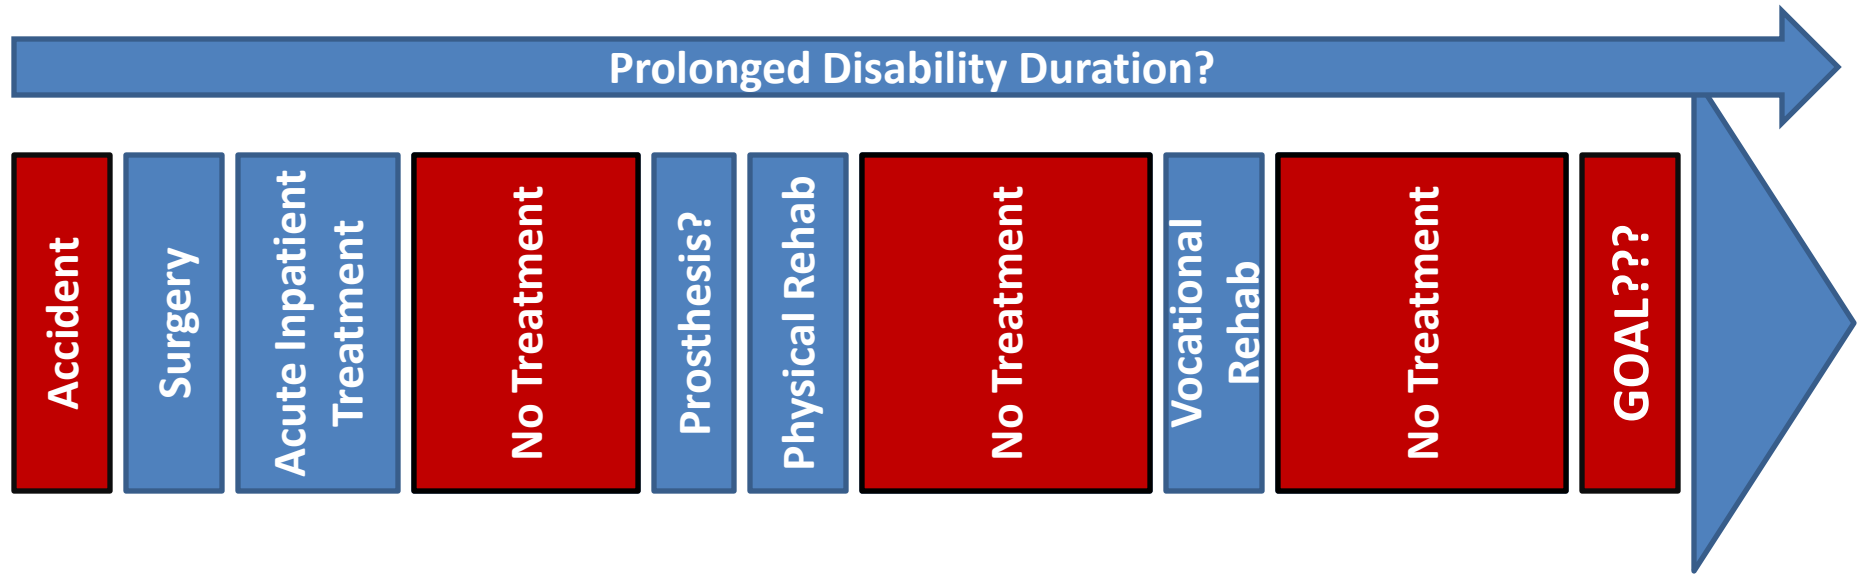 Prolonged Disability Duration?
Accident
Surgery
Acute Inpatient
Treatment
No Treatment
Prosthesis?
Physical Rehab
No Treatment
Vocational
Rehab
No Treatment
GOAL???